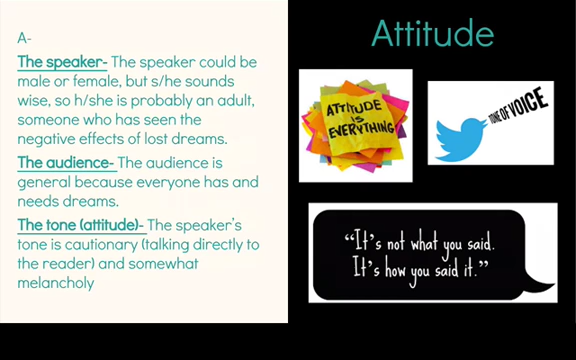 A-
The speaker- The speaker could be
male or female, but s/he sounds
wise, so h/she is probably an adult,
someone who has seen the
negative effects of lost dreams.
The audience- The audience is
general because everyone has and
needs dreams.
The tone (attitude)- The speaker's
tone is cautionary (talking directly to
the reader) and somewhat
melancholy
Attitude
ATTITUDE
IS
EVERYTHING
TONE OF VOICE
"It's not what you said.
It's how you said it."